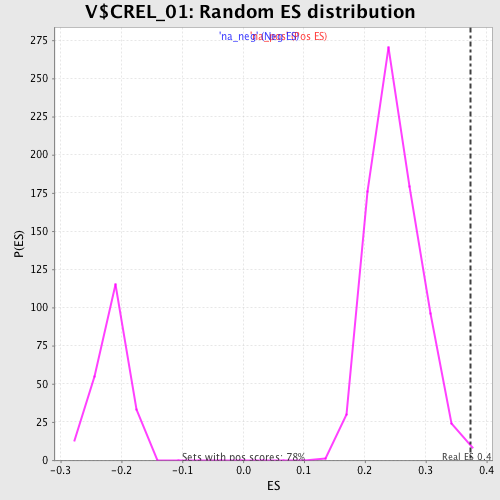 V$CREL_01: Random ES distribution
'na_neg' (Neg ES)
'na_pos' (Pos ES)
275
250
225
200
175
150
125
100
75
50
25
0
P(ES)
Sets with pos scores: 78%
Real ES 0.4
-0.3 -0.2 -0.1 0.0 0.1 0.2 0.3 0.4
ES